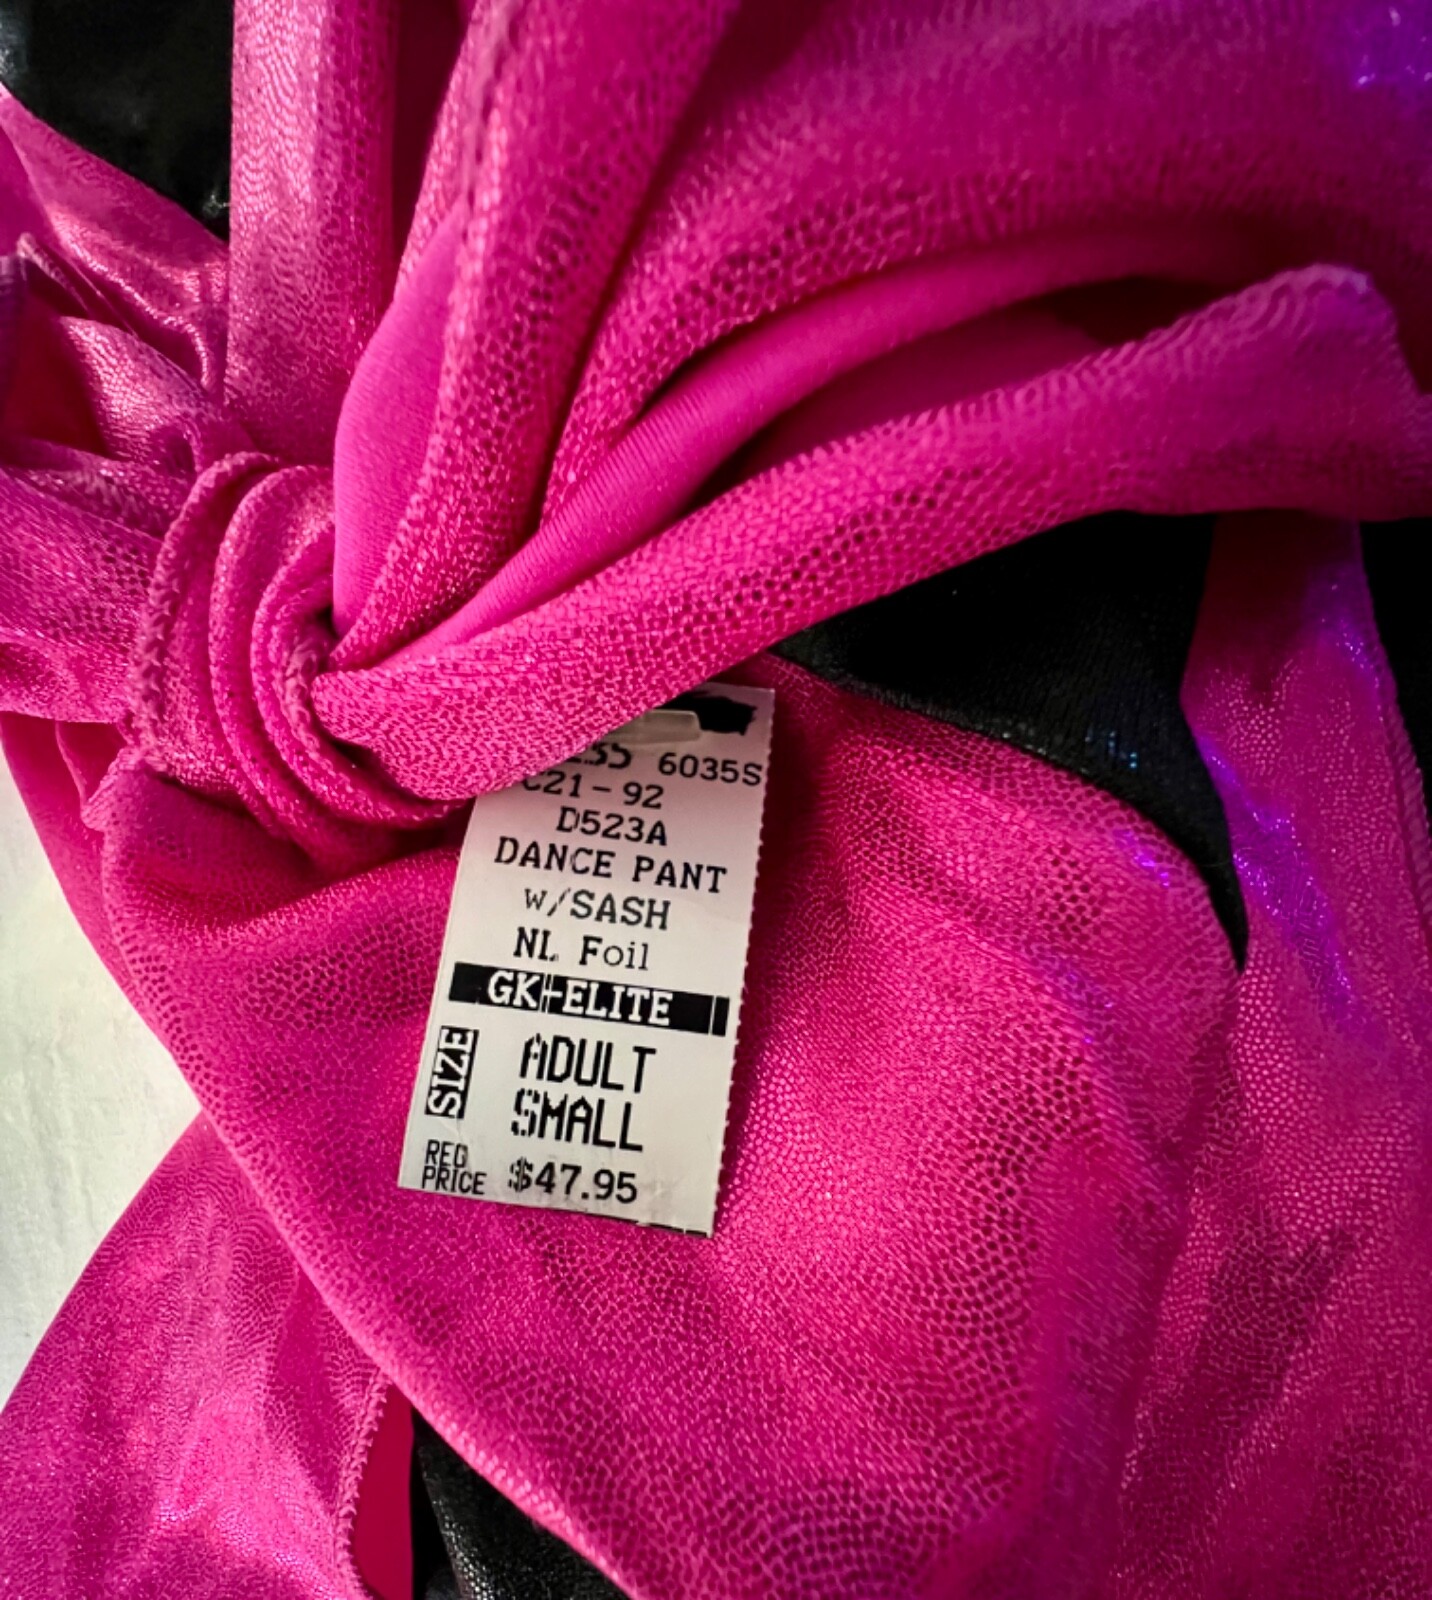 6035S
C21-92
D523A
DANCE PANT
w/SASH
NL Foil
GK-ELITE
SIZE
ADULT
SMALL
REG
PRICE $47.95